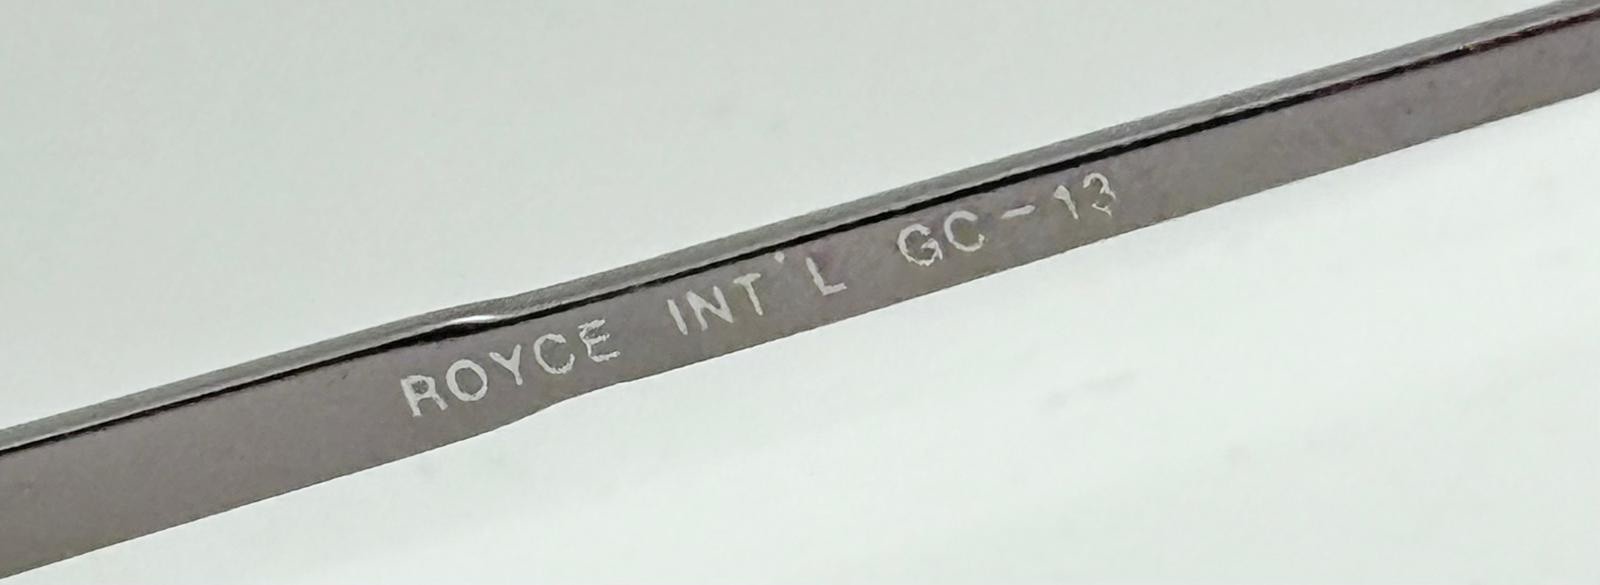 ROYCE INT'L GC-13